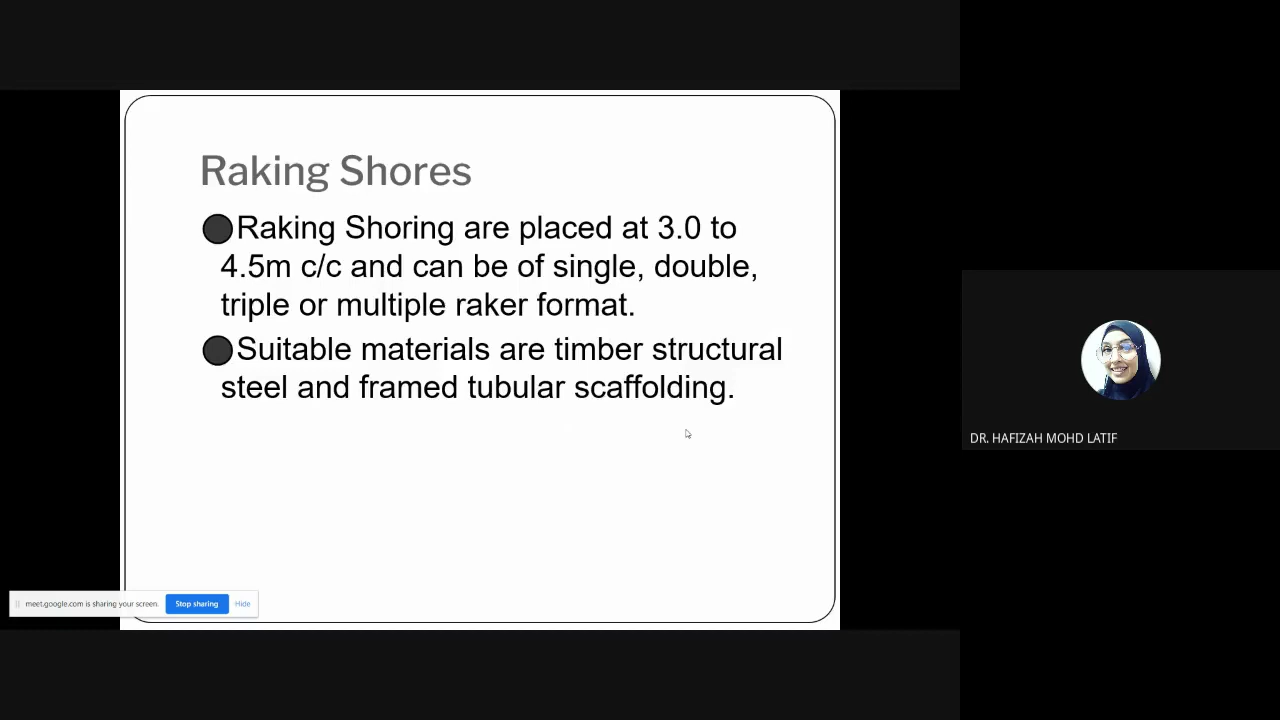 Raking Shores
Raking Shoring are placed at 3.0 to
4.5m c/c and can be of single, double,
triple or multiple raker format.
Suitable materials are timber structural
steel and framed tubular scaffolding.
DR. HAFIZAH MOHD LATIF
meet.google.com is sharing your screen. Stop sharing Hide